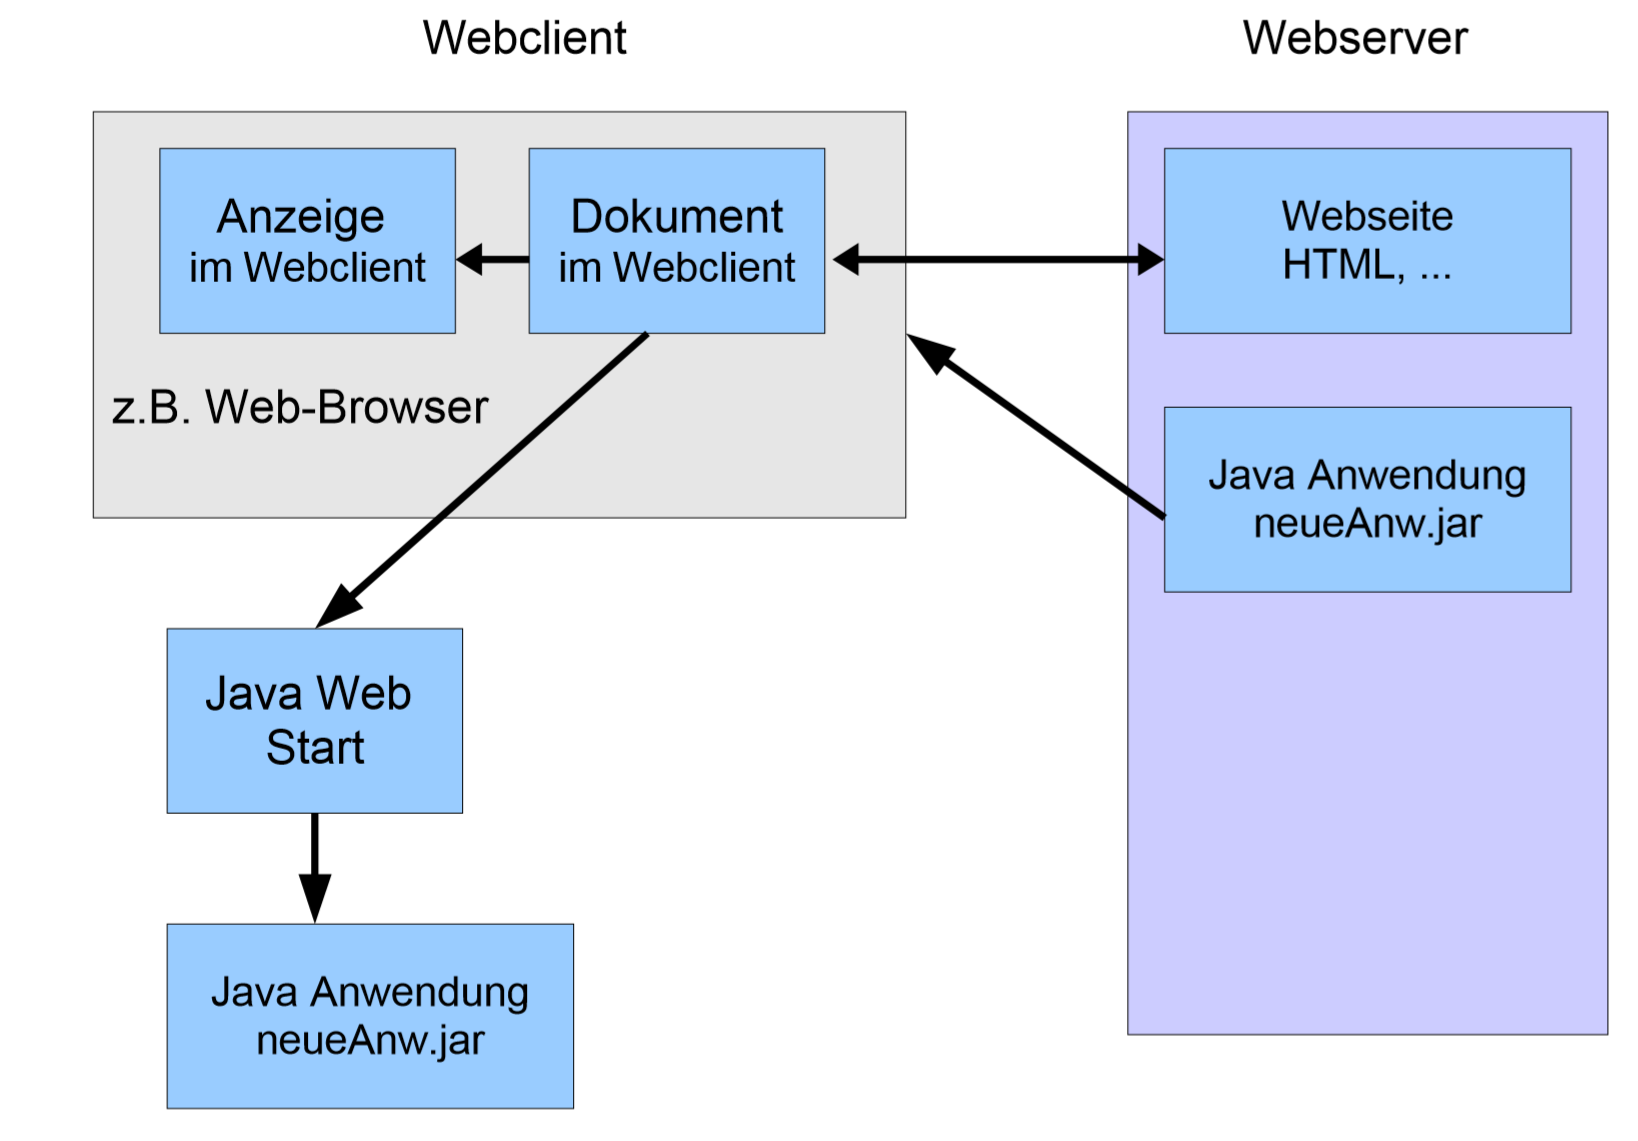 Webclient
Webserver
Anzeige
im Webclient
Dokument
im Webclient
Webseite
HTML, ...
z.B. Web-Browser
Java Anwendung
neueAnw.jar
Java Web
Start
Java Anwendung
neueAnw.jar